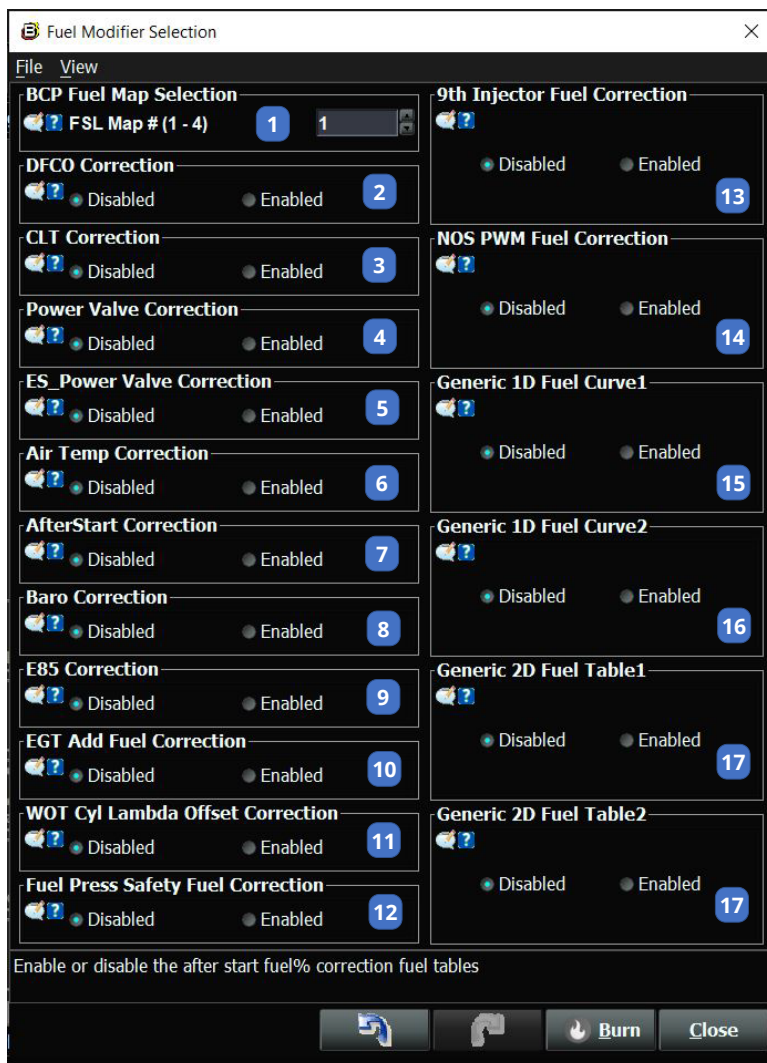 Fuel Modifier Selection
File View
BCP Fuel Map Selection
FSL Map # (1 - 4) 1 1
DFCO Correction
Disabled Enabled 2
CLT Correction
Disabled Enabled 3
Power Valve Correction
Disabled Enabled 4
ES_Power Valve Correction
Disabled Enabled 5
Air Temp Correction
Disabled Enabled 6
AfterStart Correction
Disabled Enabled 7
Baro Correction
Disabled Enabled 8
E85 Correction
Disabled Enabled 9
EGT Add Fuel Correction
Disabled Enabled 10
WOT Cyl Lambda Offset Correction
Disabled Enabled 11
Fuel Press Safety Fuel Correction
Disabled Enabled 12
9th Injector Fuel Correction
Disabled Enabled
13
NOS PWM Fuel Correction
Disabled Enabled
14
Generic 1D Fuel Curve1
Disabled Enabled
15
Generic 1D Fuel Curve2
Disabled Enabled
16
Generic 2D Fuel Table1
Disabled Enabled
17
Generic 2D Fuel Table2
Disabled Enabled
17
Enable or disable the after start fuel% correction fuel tables
Burn Close